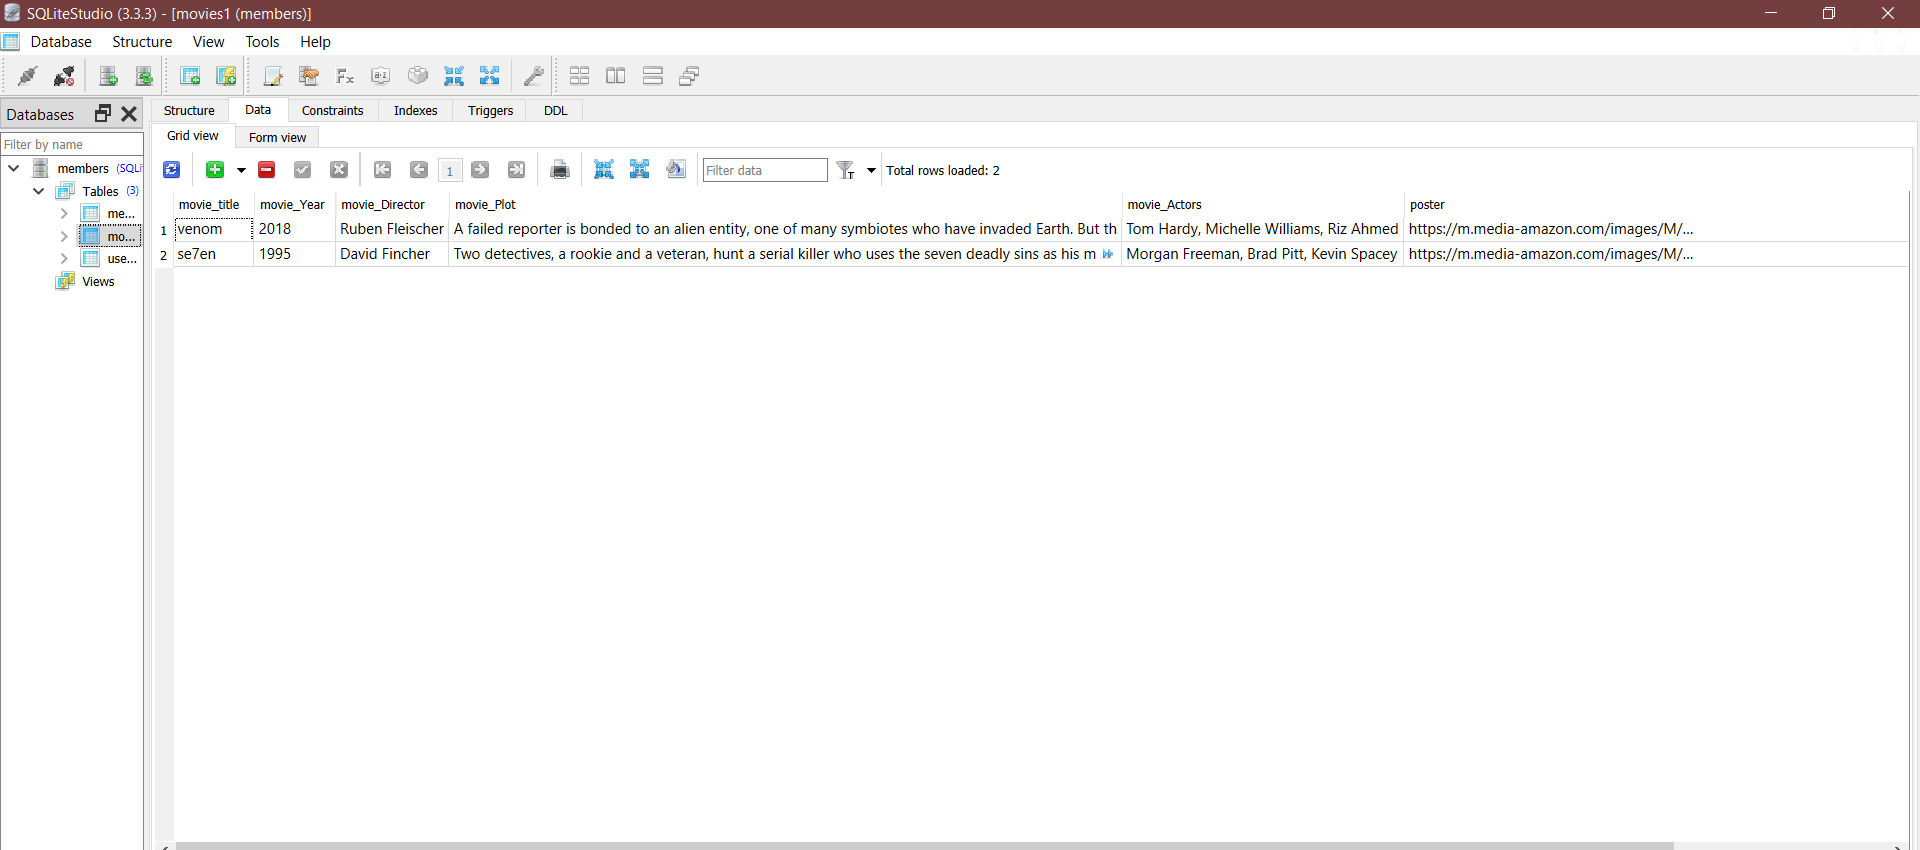 SQLiteStudio (3.3.3) - [movies1 (members)]
Database Structure View Tools Help
Databases
Structure Data Constraints Indexes Triggers DDL
Filter by name
Grid view Form view
members (SQLi
Tables (3)
me...
mo...
use...
Views
1 Filter data Total rows loaded: 2
movie_title movie_Year movie_Director movie_Plot movie_Actors poster
1 venom 2018 Ruben Fleischer A failed reporter is bonded to an alien entity, one of many symbiotes who have invaded Earth. But th Tom Hardy, Michelle Williams, Riz Ahmed https://m.media-amazon.com/images/M/...
2 se7en 1995 David Fincher Two detectives, a rookie and a veteran, hunt a serial killer who uses the seven deadly sins as his m Morgan Freeman, Brad Pitt, Kevin Spacey https://m.media-amazon.com/images/M/...